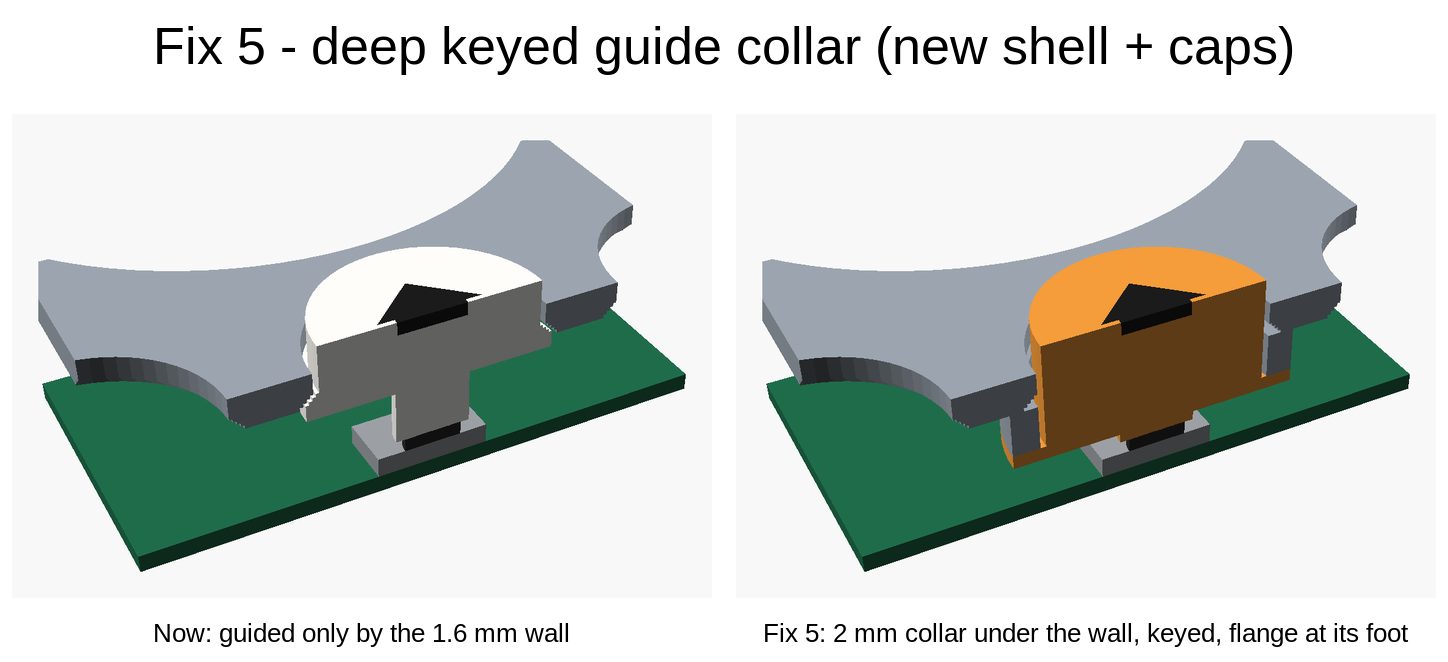 Fix 5 - deep keyed guide collar (new shell + caps)
Now: guided only by the 1.6 mm wall
Fix 5: 2 mm collar under the wall, keyed, flange at its foot